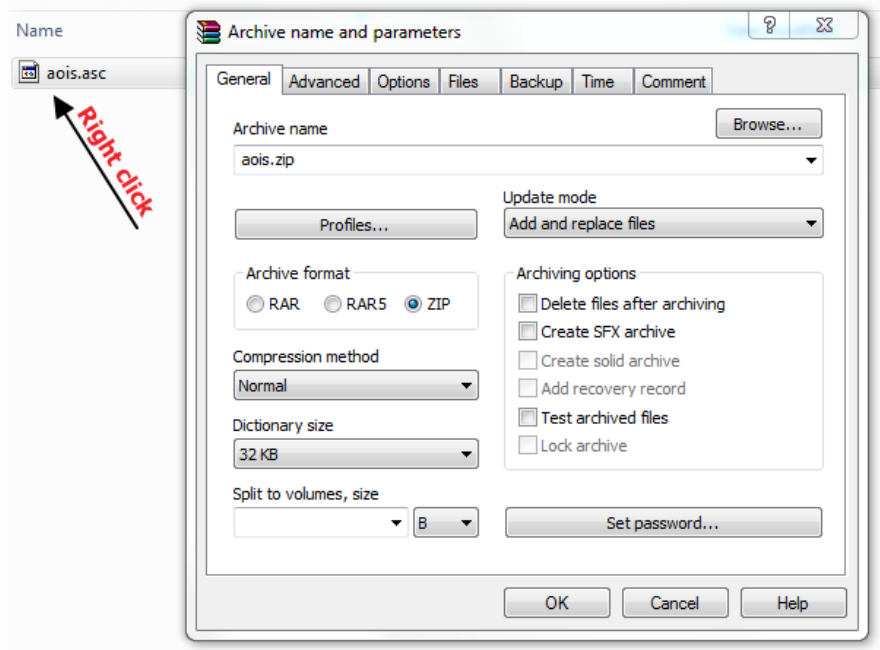 Name
aois.asc
Right click
Archive name and parameters
General Advanced Options Files Backup Time Comment
Archive name
Browse...
aois.zip
Update mode
Profiles...
Add and replace files
Archive format
RAR RAR5 ZIP
Archiving options
Delete files after archiving
Create SFX archive
Create solid archive
Add recovery record
Test archived files
Lock archive
Compression method
Normal
Dictionary size
32 KB
Split to volumes, size
B
Set password...
OK Cancel Help